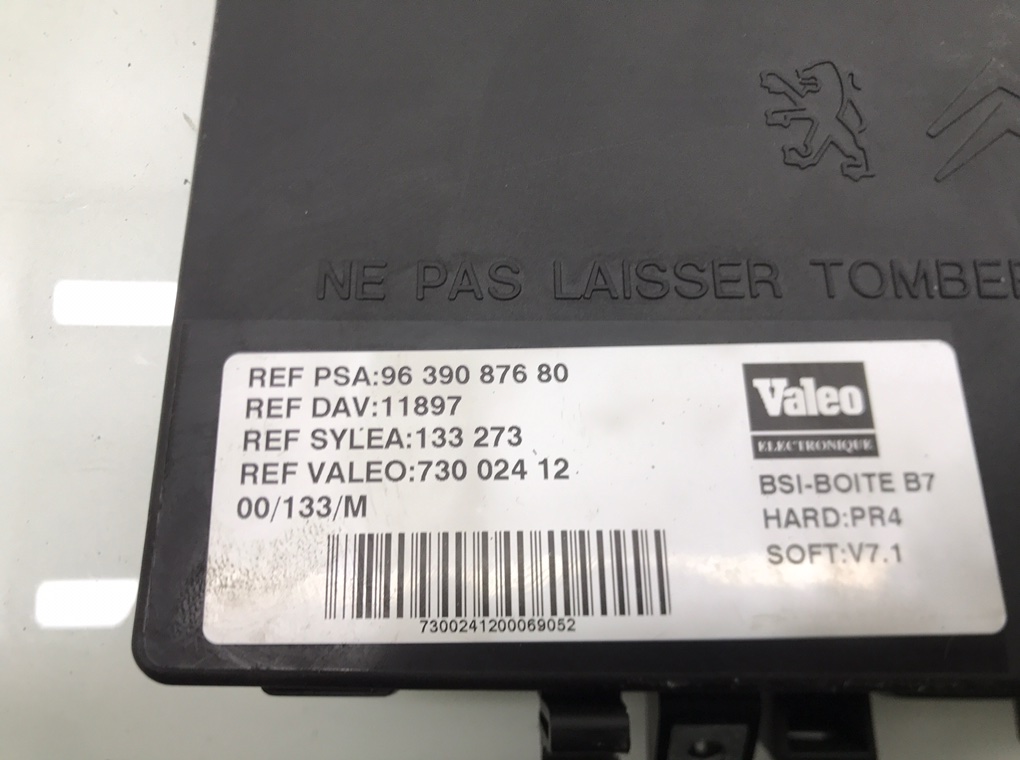 NE PAS LAISSER TOMBER
REF PSA:96 390 876 80
REF DAV:11897
REF SYLEA:133 273
REF VALEO:730 024 12
00/133/M
7300241200069052
Valeo
ELECTRONIQUE
BSI-BOITE B7
HARD:PR4
SOFT:V7.1